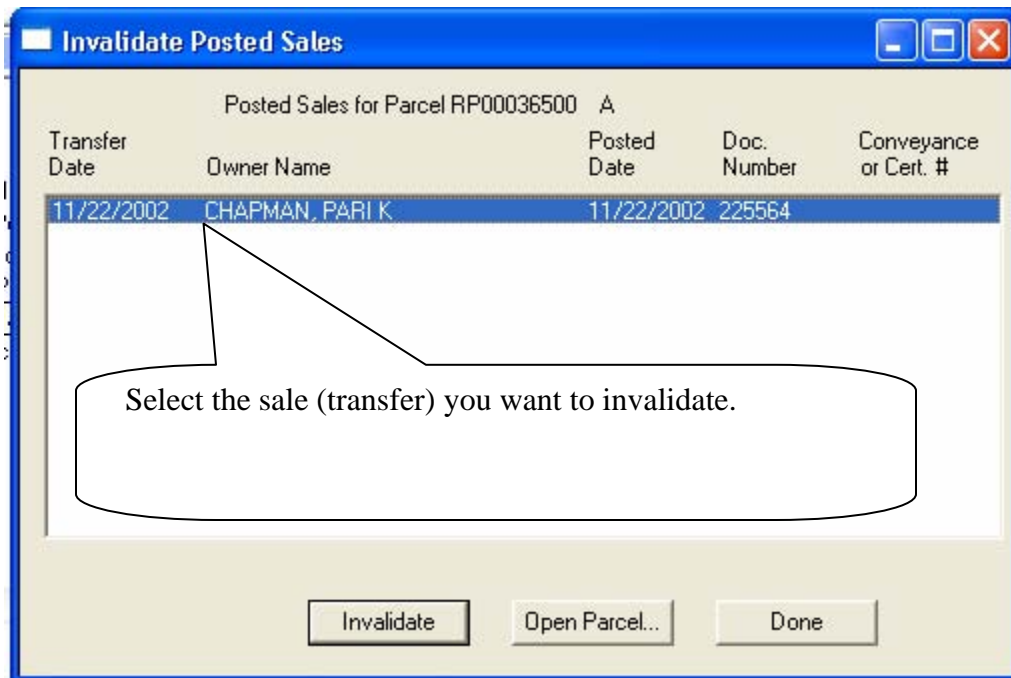 Invalidate Posted Sales
Posted Sales for Parcel RP00036500 A
Transfer Date Owner Name Posted Date Doc. Number Conveyance or Cert. #
11/22/2002 CHAPMAN, PARI K 11/22/2002 225564
Select the sale (transfer) you want to invalidate.
Invalidate Open Parcel... Done